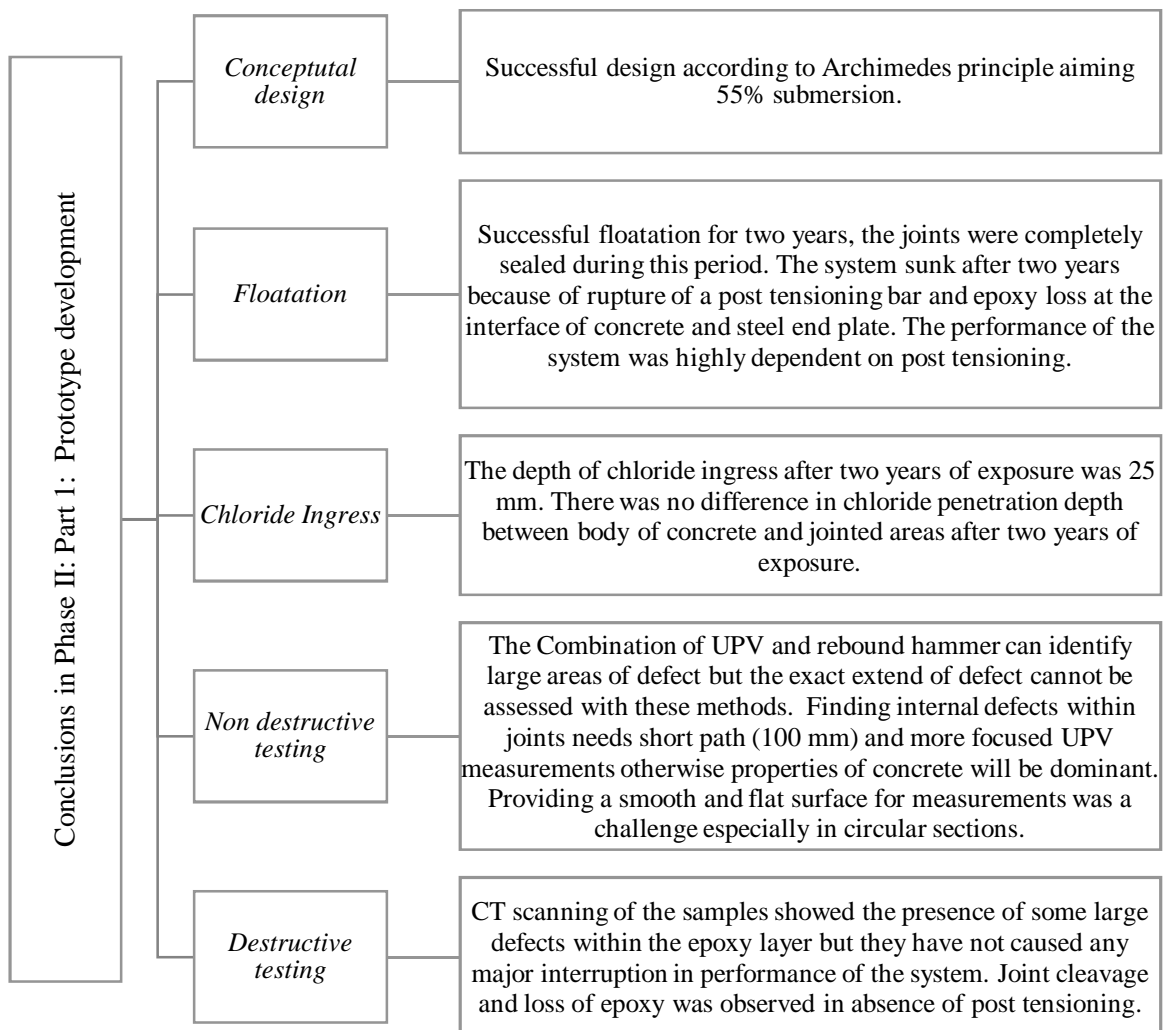 Conclusions in Phase II: Part 1:  Prototype development
Conceptutal
design
Successful design according to Archimedes principle aiming
55% submersion.
Floatation
Successful floatation for two years, the joints were completely
sealed during this period. The system sunk after two years
because of rupture of a post tensioning bar and epoxy loss at the
interface of concrete and steel end plate. The performance of the
system was highly dependent on post tensioning.
Chloride Ingress
The depth of chloride ingress after two years of exposure was 25
mm. There was no difference in chloride penetration depth
between body of concrete and jointed areas after two years of
exposure.
Non destructive
testing
The Combination of UPV and rebound hammer can identify
large areas of defect but the exact extend of defect cannot be
assessed with these methods.  Finding internal defects within
joints needs short path (100 mm) and more focused UPV
measurements otherwise properties of concrete will be dominant.
Providing a smooth and flat surface for measurements was a
challenge especially in circular sections.
Destructive
testing
CT scanning of the samples showed the presence of some large
defects within the epoxy layer but they have not caused any
major interruption in performance of the system. Joint cleavage
and loss of epoxy was observed in absence of post tensioning.